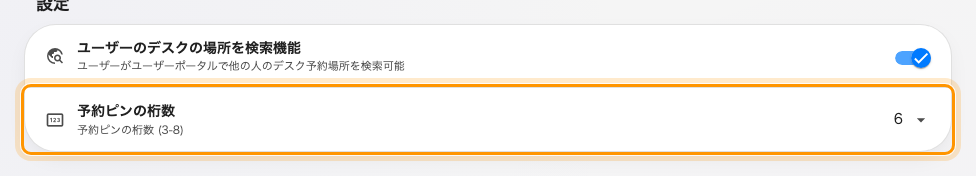 設定
ユーザーのデスクの場所を検索機能
ユーザーがユーザーポータルで他の人のデスク予約場所を検索可能
123
予約ピンの桁数
予約ピンの桁数 (3-8)
6